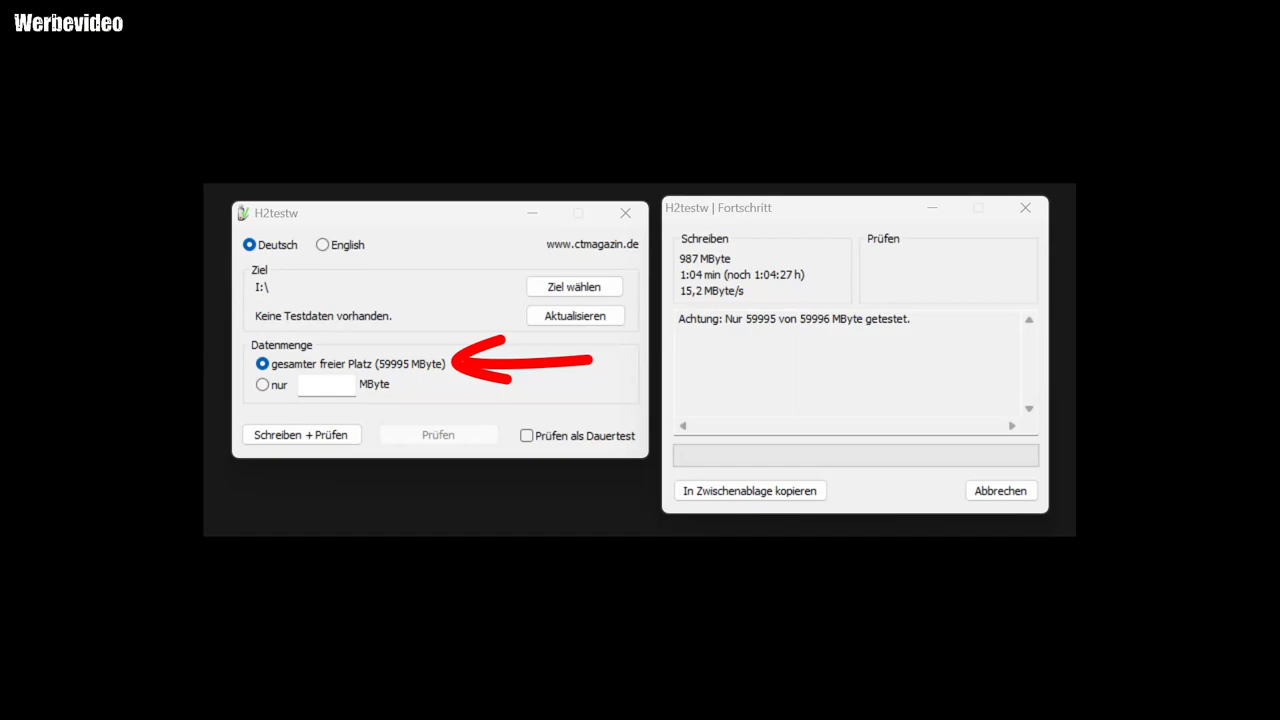 Werbevideo
H2testw
Deutsch English www.ctmagazin.de
Ziel
I:\
Ziel wählen
Keine Testdaten vorhanden.
Aktualisieren
Datenmenge
gesamter freier Platz (59995 MByte)
nur MByte
Schreiben + Prüfen Prüfen Prüfen als Dauertest
H2testw | Fortschritt
Schreiben Prüfen
987 MByte
1:04 min (noch 1:04:27 h)
15,2 MByte/s
Achtung: Nur 59995 von 59996 MByte getestet.
In Zwischenablage kopieren Abbrechen